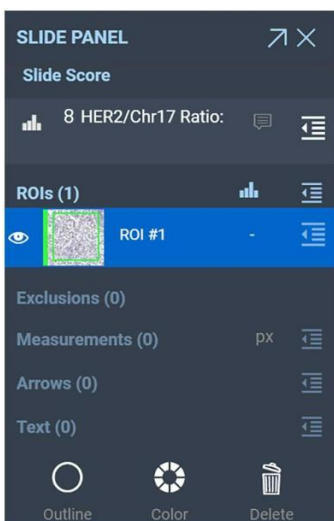 SLIDE PANEL
Slide Score
8 HER2/Chr17 Ratio:
ROIs (1)
ROI #1 -
Exclusions (0)
Measurements (0) px
Arrows (0)
Text (0)
Outline Color Delete